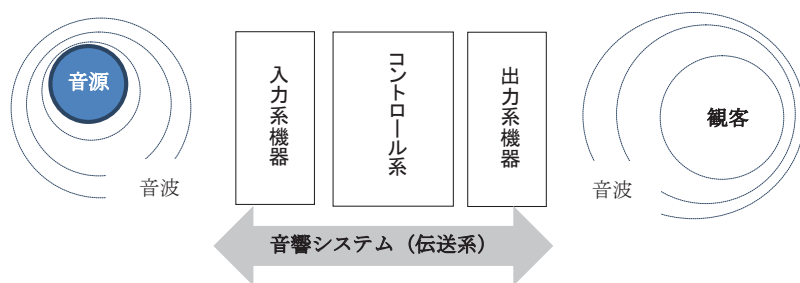 音源
音波
入力系機器
コントロール系
出力系機器
観客
音波
音響システム（伝送系）